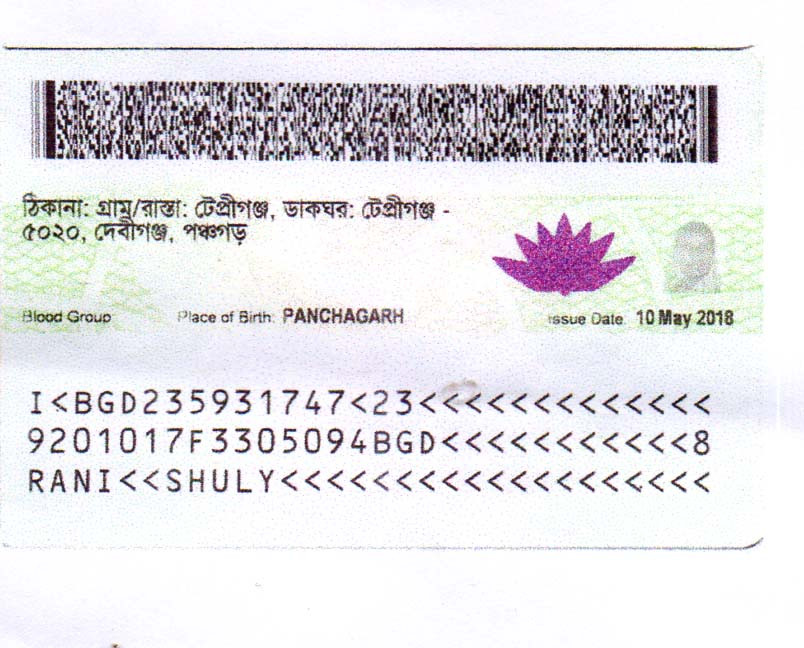 ঠিকানা: গ্রাম/রাস্তা: টেপ্রীগঞ্জ, ডাকঘর: টেপ্রীগঞ্জ -
৫০২০, দেবীগঞ্জ, পঞ্চগড়
Blood Group Place of Birth: PANCHAGARH Issue Date 10 May 2018
I<BGD235931747<23<<<<<<<<<<<<<
9201017F3305094BGD<<<<<<<<<<<8
RANI<<SHULY<<<<<<<<<<<<<<<<<<<